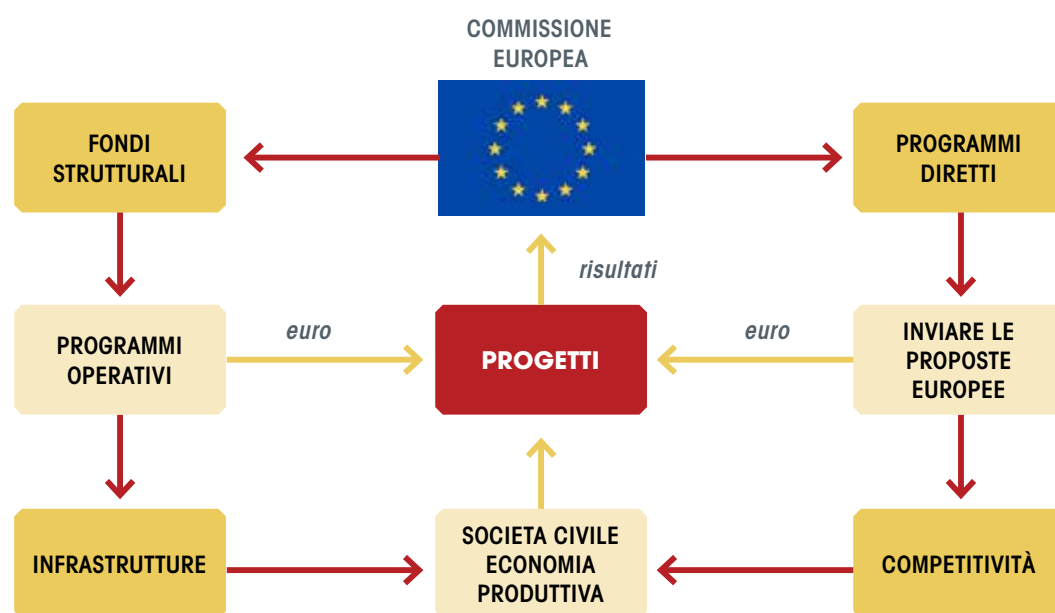 COMMISSIONE
EUROPEA
FONDI
STRUTTURALI
PROGRAMMI
DIRETTI
risultati
PROGRAMMI
OPERATIVI
euro
PROGETTI
euro
INVIARE LE
PROPOSTE
EUROPEE
INFRASTRUTTURE
SOCIETA CIVILE
ECONOMIA
PRODUTTIVA
COMPETITIVITÀ